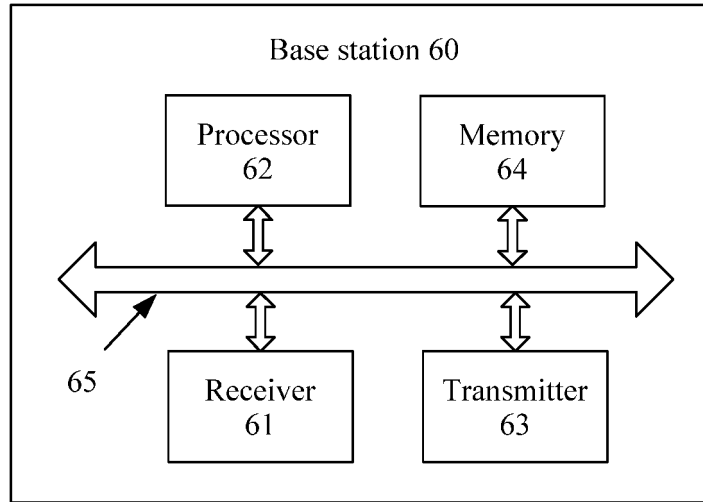 Base station 60
Processor
62
Memory
64
65
Receiver
61
Transmitter
63